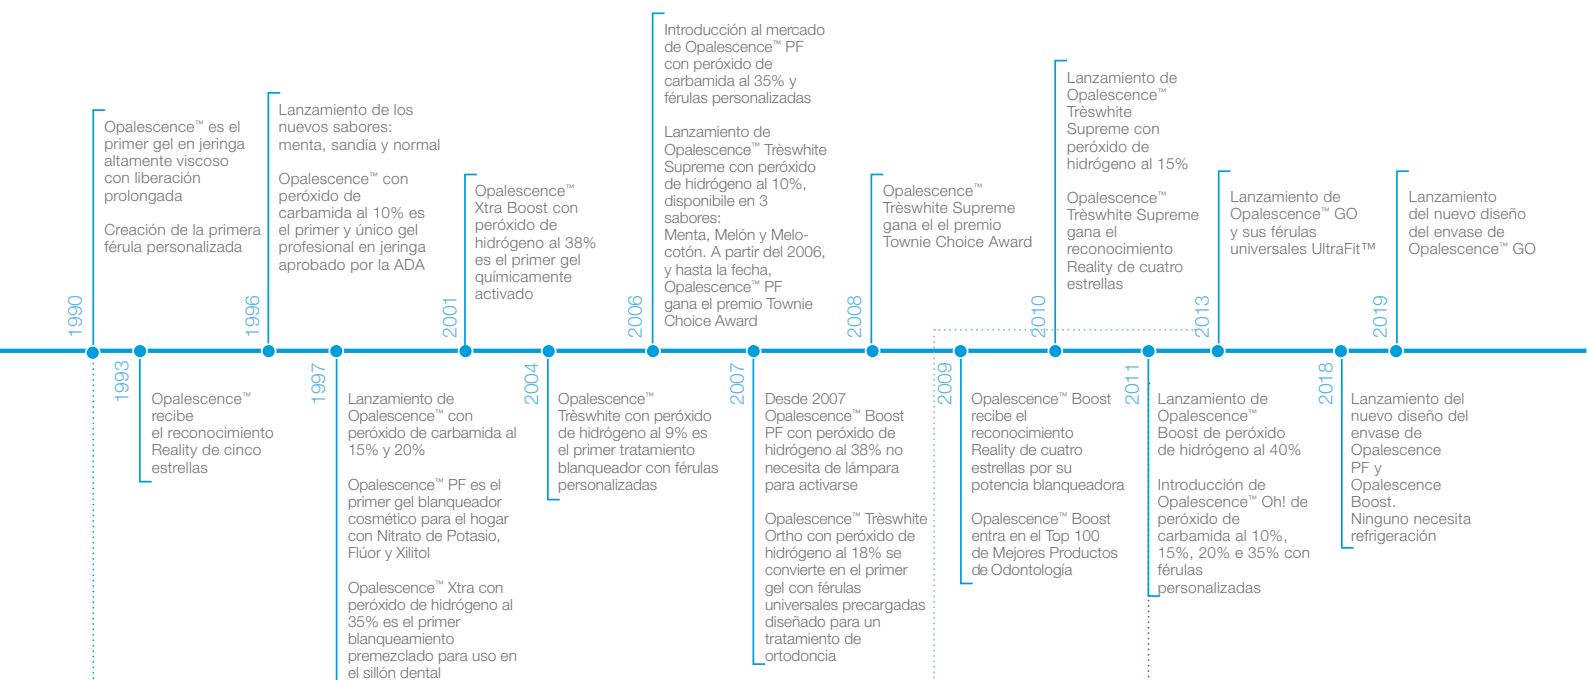 1990
Opalescence™ es el
primer gel en jeringa
altamente viscoso
con liberación
prolongada
Creación de la primera
férula personalizada
1993
Opalescence™
recibe
el reconocimiento
Reality de cinco
estrellas
1996
Lanzamiento de los
nuevos sabores:
menta, sandía y normal
Opalescence™ con
peróxido de
carbamida al 10% es
el primer y único gel
profesional en jeringa
aprobado por la ADA
1997
Lanzamiento de
Opalescence™ con
peróxido de carbamida al
15% y 20%
Opalescence™ PF es el
primer gel blanqueador
cosmético para el hogar
con Nitrato de Potasio,
Flúor y Xilitol
Opalescence™ Xtra con
peróxido de hidrógeno al
35% es el primer
blanqueamiento
premezclado para uso en
el sillón dental
2001
Opalescence™
Xtra Boost con
peróxido de
hidrógeno al 38%
es el primer gel
químicamente
activado
2004
Opalescence™
Trèswhite con peróxido
de hidrógeno al 9% es
el primer tratamiento
blanqueador con férulas
personalizadas
2006
Introducción al mercado
de Opalescence™ PF
con peróxido de
carbamida al 35% y
férulas personalizadas
Lanzamiento de
Opalescence™ Trèswhite
Supreme con peróxido
de hidrógeno al 10%,
disponibile en 3
sabores:
Menta, Melón y Melo-
cotón. A partir del 2006,
y hasta la fecha,
Opalescence™ PF
gana el premio Townie
Choice Award
2007
Desde 2007
Opalescence™ Boost
PF con peróxido de
hidrógeno al 38% no
necesita de lámpara
para activarse
Opalescence™ Trèswhite
Ortho con peróxido de
hidrógeno al 18% se
convierte en el primer
gel con férulas
universales precargadas
diseñado para un
tratamiento de
ortodoncia
2008
Opalescence™
Trèswhite Supreme
gana el el premio
Townie Choice Award
2009
Opalescence™ Boost
recibe el
reconocimiento
Reality de cuatro
estrellas por su
potencia blanqueadora
Opalescence™ Boost
entra en el Top 100
de Mejores Productos
de Odontología
2010
Lanzamiento de
Opalescence™
Trèswhite
Supreme con
peróxido de
hidrógeno al 15%
Opalescence™
Trèswhite Supreme
gana el
reconocimiento
Reality de cuatro
estrellas
2011
Lanzamiento de
Opalescence™
Boost de peróxido
de hidrógeno al 40%
Introducción de
Opalescence™ Oh! de
peróxido de
carbamida al 10%,
15%, 20% e 35% con
férulas
personalizadas
2013
Lanzamiento de
Opalescence™ GO
y sus férulas
universales UltraFit™
2018
Lanzamiento del
nuevo diseño del
envase de
Opalescence
PF y
Opalescence
Boost.
Ninguno necesita
refrigeración
2019
Lanzamiento
del nuevo diseño
del envase de
Opalescence™ GO